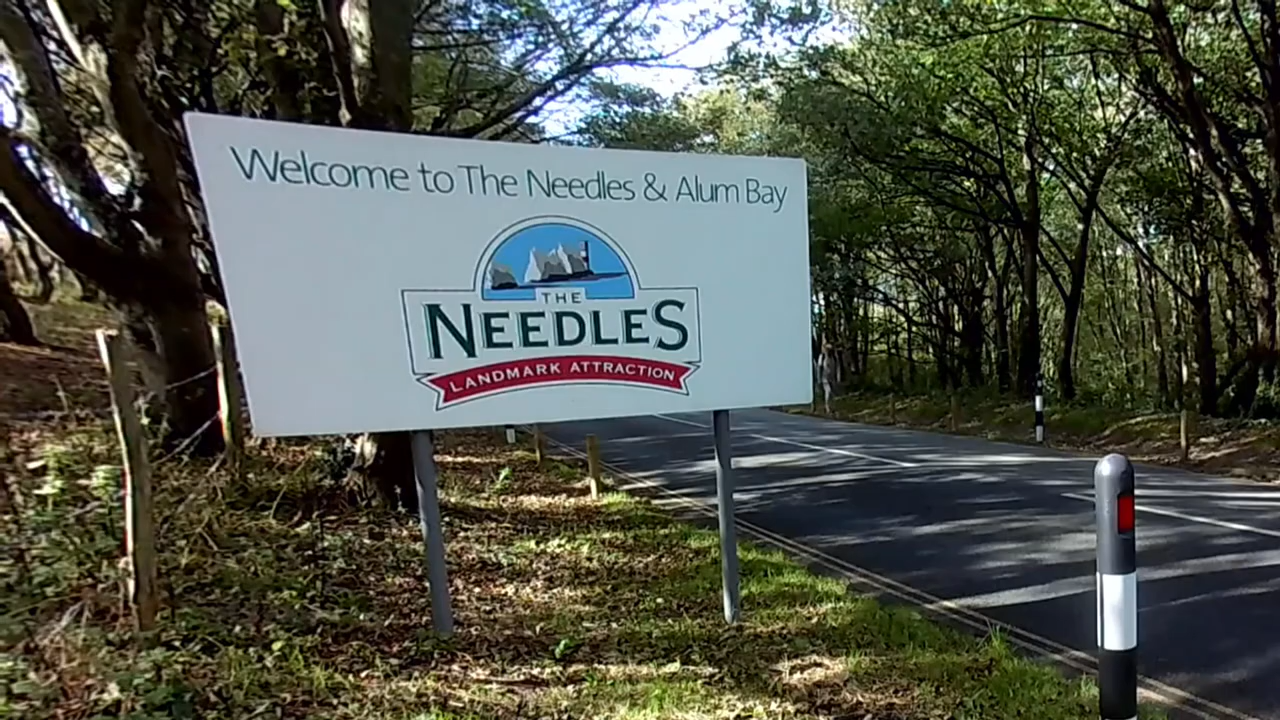 Welcome to The Needles & Alum Bay
THE
NEEDLES
LANDMARK ATTRACTION